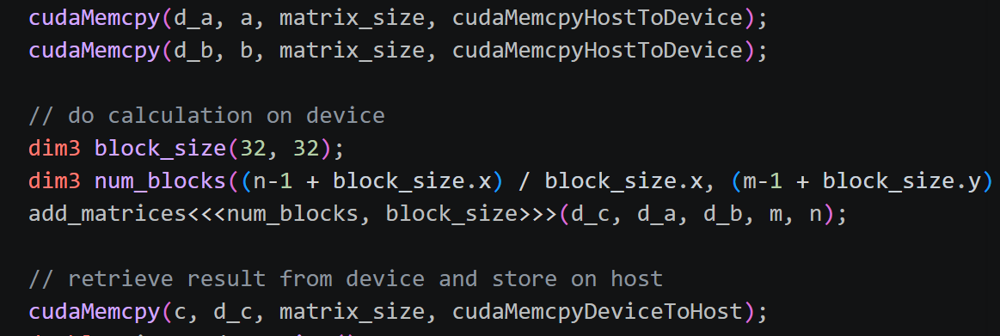 cudaMemcpy(d_a, a, matrix_size, cudaMemcpyHostToDevice);
cudaMemcpy(d_b, b, matrix_size, cudaMemcpyHostToDevice);
// do calculation on device
dim3 block_size(32, 32);
dim3 num_blocks((n-1 + block_size.x) / block_size.x, (m-1 + block_size.y)
add_matrices<<<num_blocks, block_size>>>(d_c, d_a, d_b, m, n);
// retrieve result from device and store on host
cudaMemcpy(c, d_c, matrix_size, cudaMemcpyDeviceToHost);